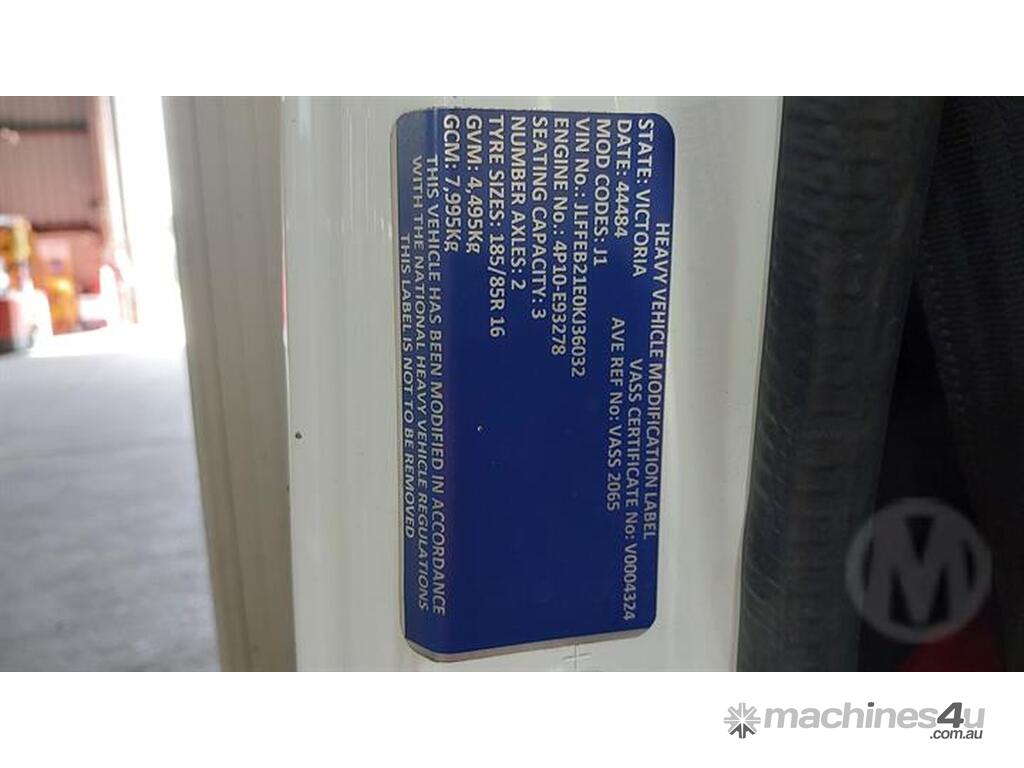 HEAVY VEHICLE MODIFICATION LABEL
STATE: VICTORIA VASS CERTIFICATE No: V0004324
DATE: 44484 AVE REF No: VASS 2065
MOD CODES: J1
VIN No.: JLFFEB21E0KJ36032
ENGINE No.: 4P10-E93278
SEATING CAPACITY: 3
NUMBER AXLES: 2
TYRE SIZES: 185/85R 16
GVM: 4,495Kg
GCM: 7,995Kg
THIS VEHICLE HAS BEEN MODIFIED IN ACCORDANCE
WITH THE NATIONAL HEAVY VEHICLE REGULATIONS
THIS LABEL IS NOT TO BE REMOVED
M
machines4u
.com.au